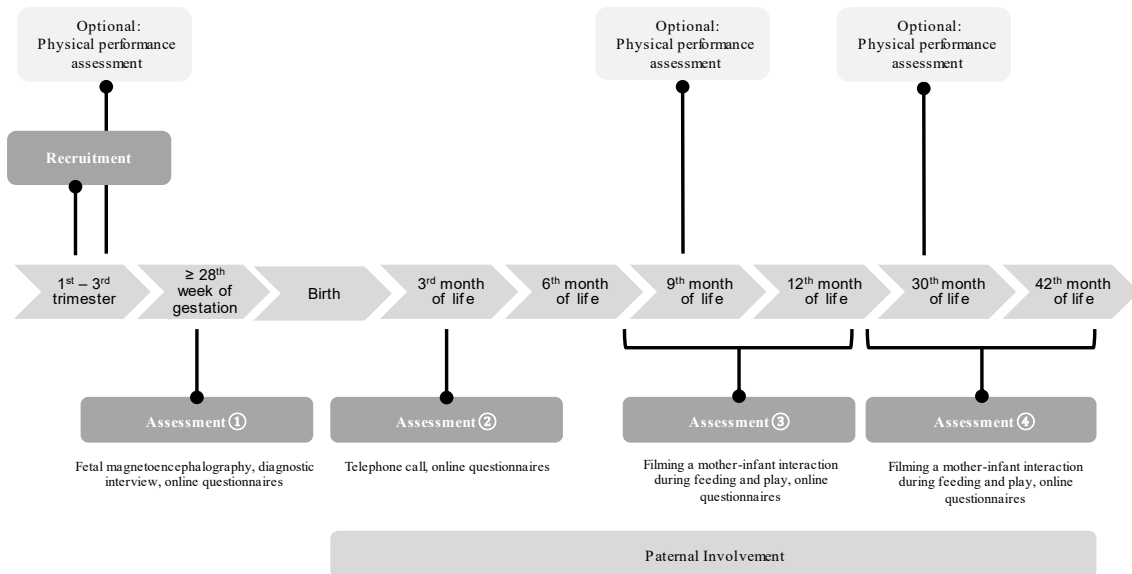 Optional:
Physical performance
assessment
Optional:
Physical performance
assessment
Optional:
Physical performance
assessment
Recruitment
1st – 3rd
trimester
≥ 28th
week of
gestation
Birth
3rd month
of life
6th month
of life
9th month
of life
12th month
of life
30th month
of life
42th month
of life
Assessment ①
Assessment ②
Assessment ③
Assessment ④
Fetal magnetoencephalography, diagnostic
interview, online questionnaires
Telephone call, online questionnaires
Filming a mother-infant interaction
during feeding and play, online
questionnaires
Filming a mother-infant interaction
during feeding and play, online
questionnaires
Paternal Involvement